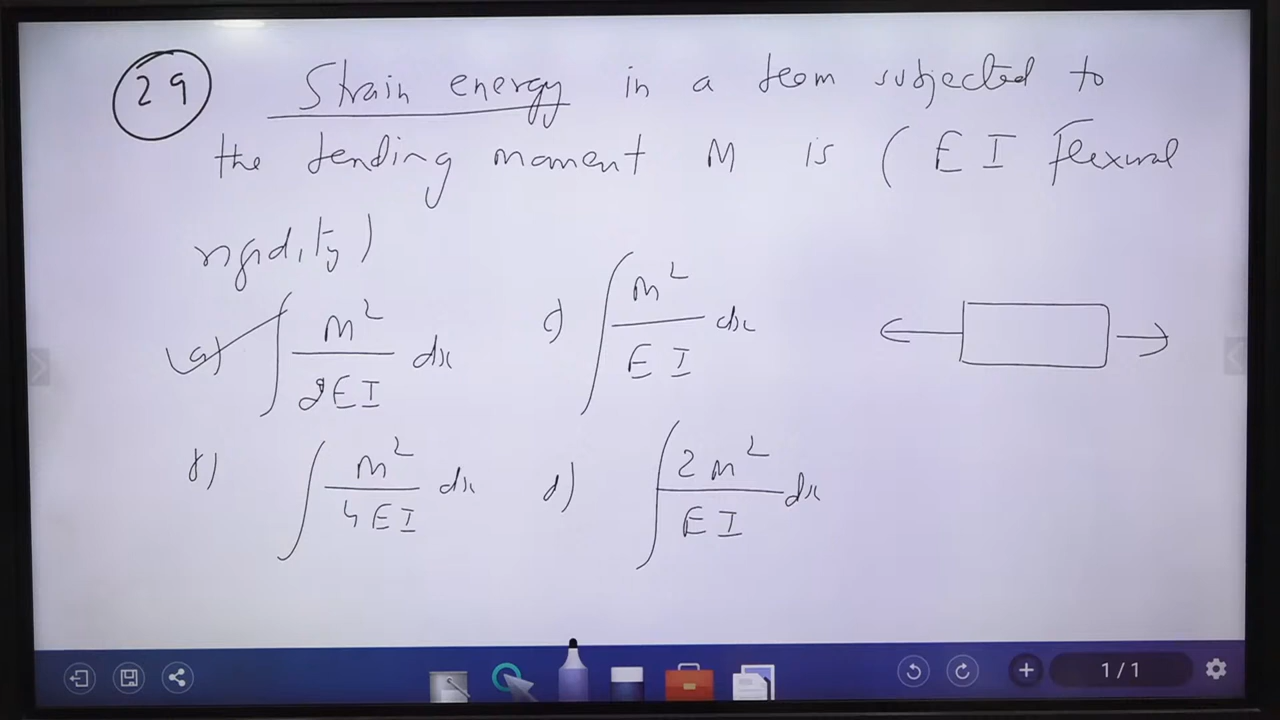 29 Strain energy in a beam subjected to
the bending moment M is ( EI flexural
rigidity )
(a) ∫ M² / 2EI dx c) ∫ M² / EI dx
b) ∫ M² / 4EI dx d) ∫ 2M² / EI dx
1/1